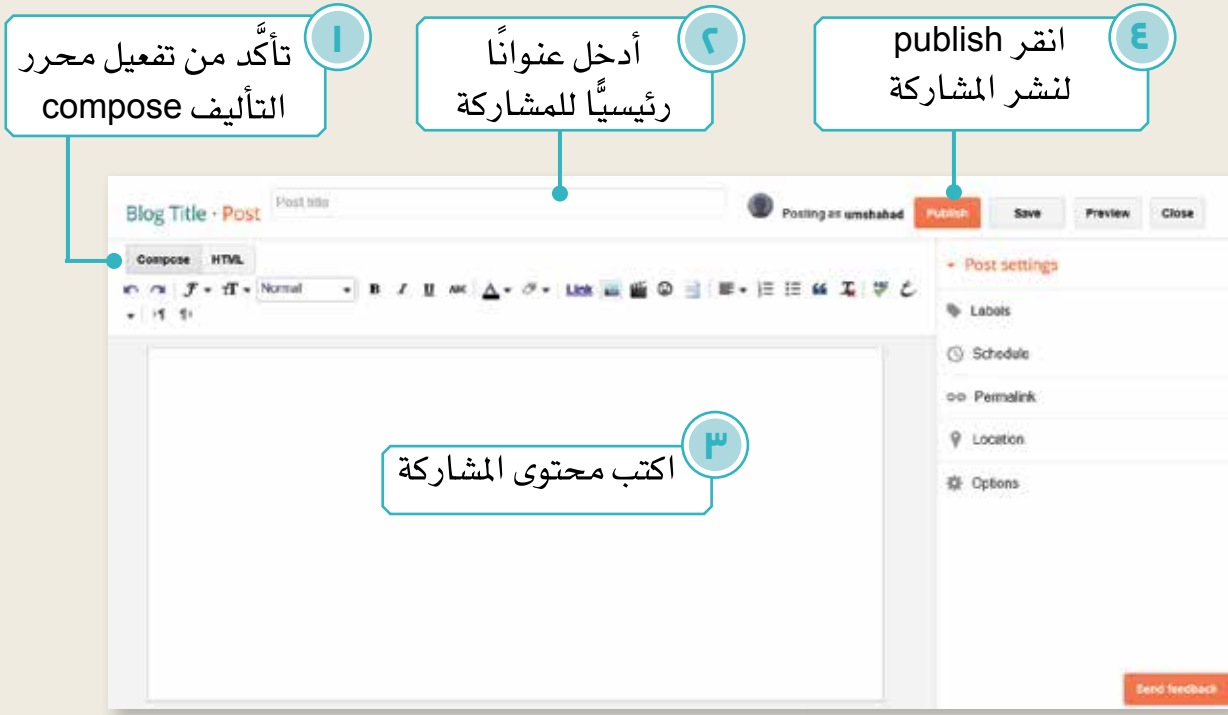 ١
تأكَّد من تفعيل محرر
التأليف compose
٢
أدخل عنوانًا
رئيسيًّا للمشاركة
٤
انقر publish
لنشر المشاركة
Blog Title · Post
Post title
Posting as umshahad
Publish
Save
Preview
Close
Compose
HTML
Normal
B I U ABC A Link
٣
اكتب محتوى المشاركة
Post settings
Labels
Schedule
Permalink
Location
Options
Send feedback